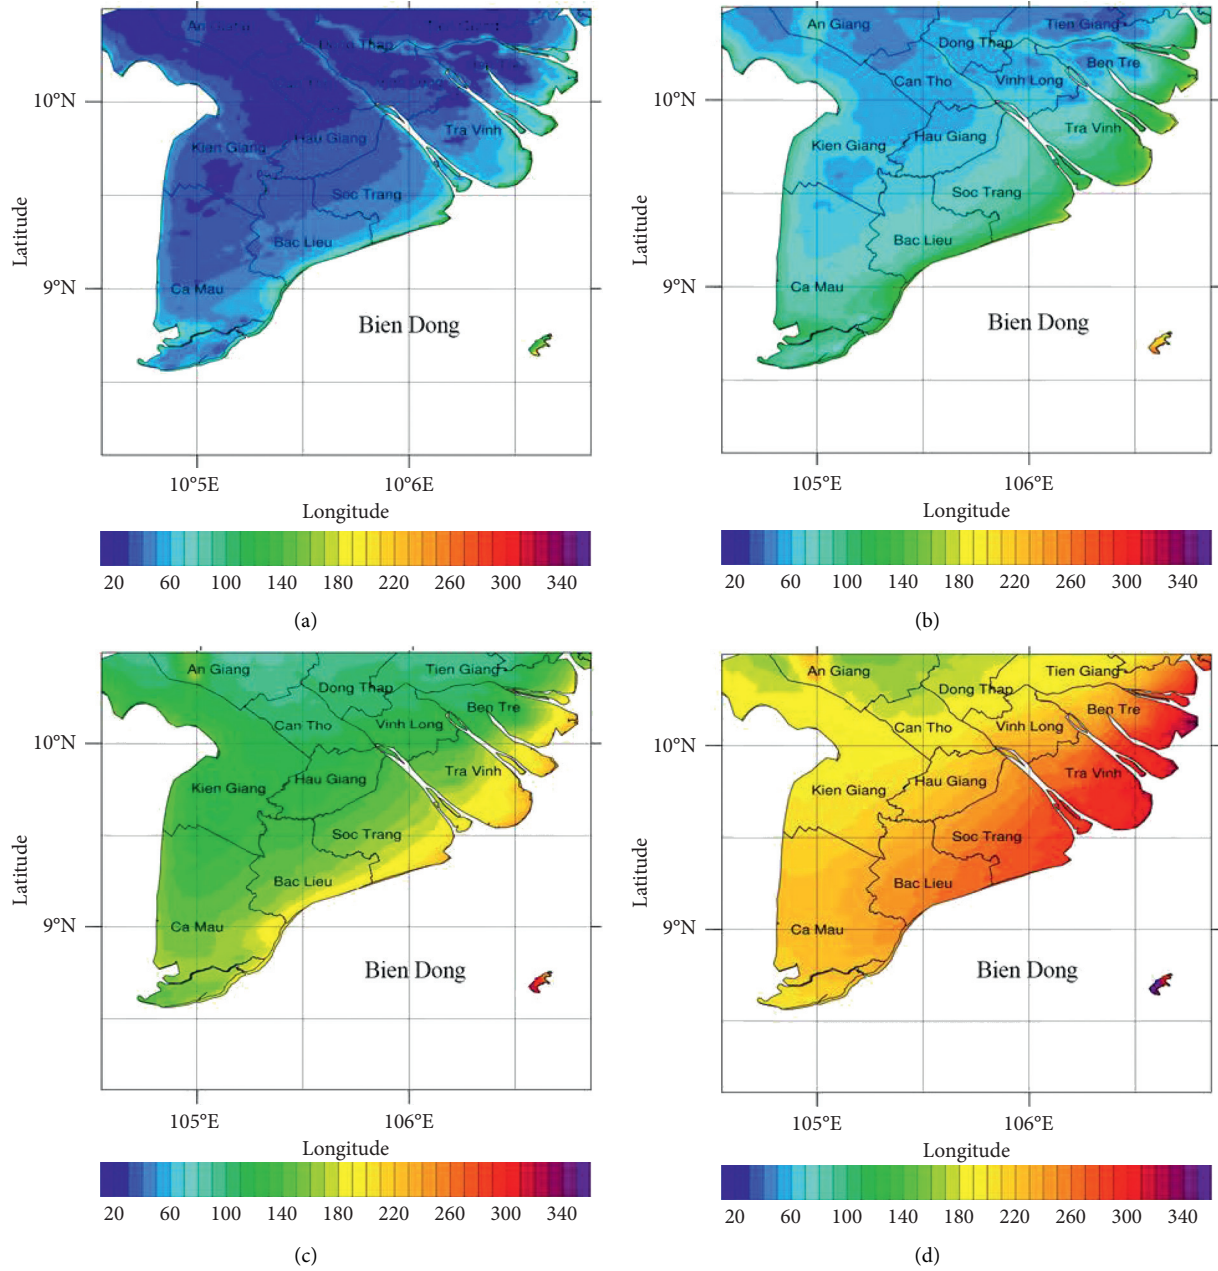 An Giang
Tien Giang
Dong Thap
Ben Tre
Can Tho
Vinh Long
10°N
Tra Vinh
Hau Giang
Kien Giang
Soc Trang
Latitude
Bac Lieu
9°N
Ca Mau
Bien Dong
10°5E 10°6E
Longitude
20 60 100 140 180 220 260 300 340
(a)
An Giang
Tien Giang
Dong Thap
Ben Tre
Can Tho
Vinh Long
10°N
Tra Vinh
Hau Giang
Kien Giang
Soc Trang
Latitude
Bac Lieu
9°N
Ca Mau
Bien Dong
105°E 106°E
Longitude
20 60 100 140 180 220 260 300 340
(b)
An Giang
Tien Giang
Dong Thap
Ben Tre
Can Tho
Vinh Long
10°N
Tra Vinh
Hau Giang
Kien Giang
Soc Trang
Latitude
Bac Lieu
9°N
Ca Mau
Bien Dong
105°E 106°E
Longitude
20 60 100 140 180 220 260 300 340
(c)
An Giang
Tien Giang
Dong Thap
Ben Tre
Can Tho
Vinh Long
10°N
Tra Vinh
Hau Giang
Kien Giang
Soc Trang
Latitude
Bac Lieu
9°N
Ca Mau
Bien Dong
105°E 106°E
Longitude
20 60 100 140 180 220 260 300 340
(d)